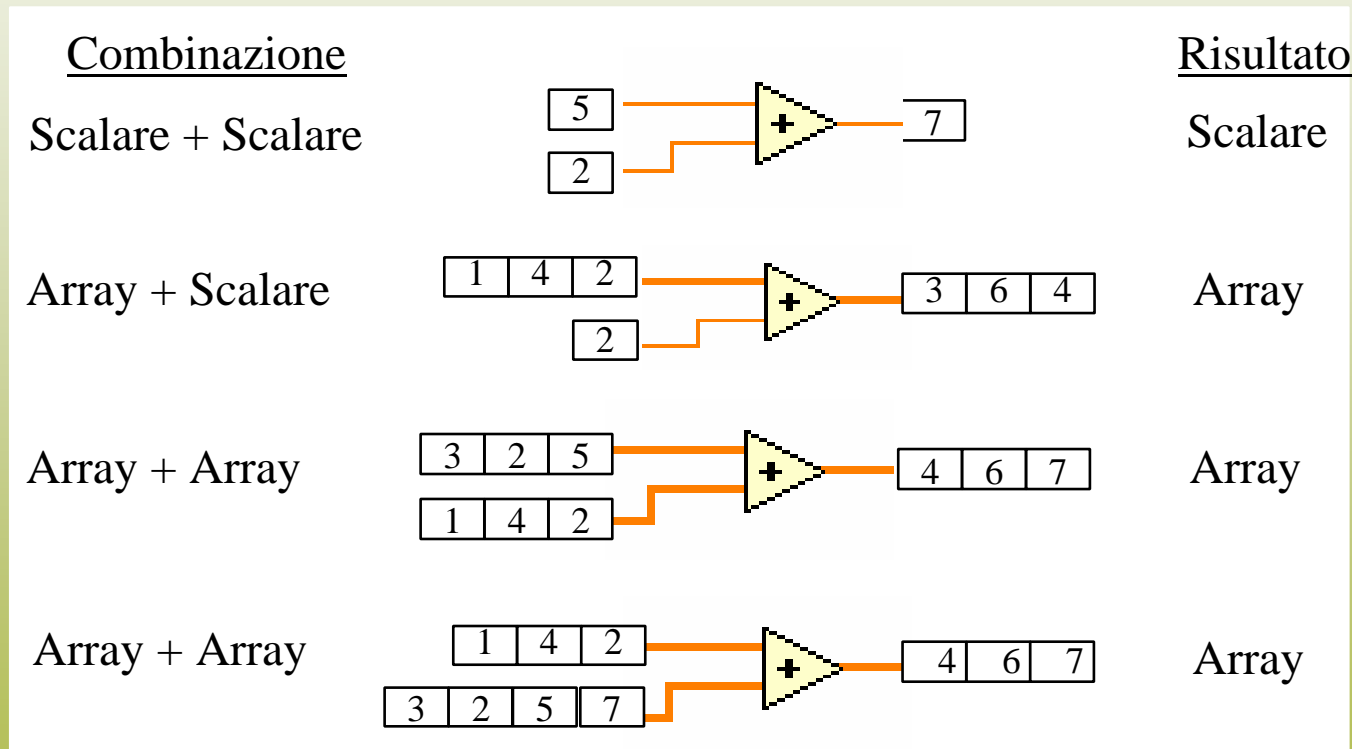 Combinazione Risultato
Scalare + Scalare 5 2 + 7 Scalare
Array + Scalare 1 4 2 2 + 3 6 4 Array
Array + Array 3 2 5 1 4 2 + 4 6 7 Array
Array + Array 1 4 2 3 2 5 7 + 4 6 7 Array